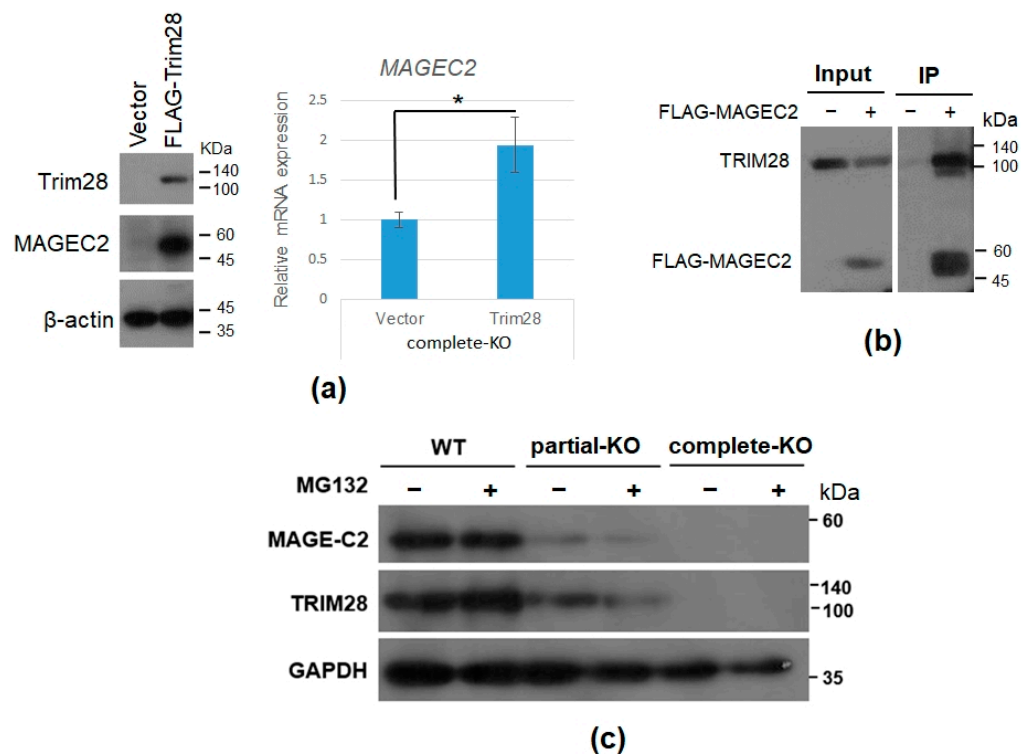 Vector
FLAG-Trim28
KDa
Trim28
140
100
MAGEC2
60
45
β-actin
45
35
MAGEC2
*
Relative mRNA expression
2.5
2
1.5
1
0.5
0
Vector Trim28
complete-KO
(a)
Input IP
FLAG-MAGEC2 − + − + kDa
TRIM28
140
100
FLAG-MAGEC2
60
45
(b)
WT partial-KO complete-KO
MG132 − + − + − + kDa
MAGE-C2
60
TRIM28
140
100
GAPDH
35
(c)